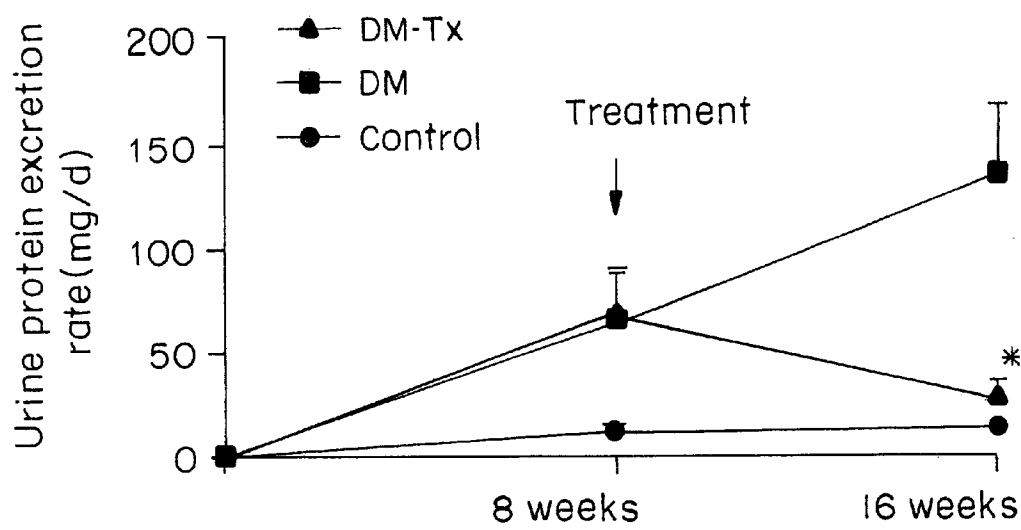 Urine protein excretion
rate(mg/d)
200
150
100
50
0
DM-Tx
DM
Control
Treatment
*
8 weeks
16 weeks